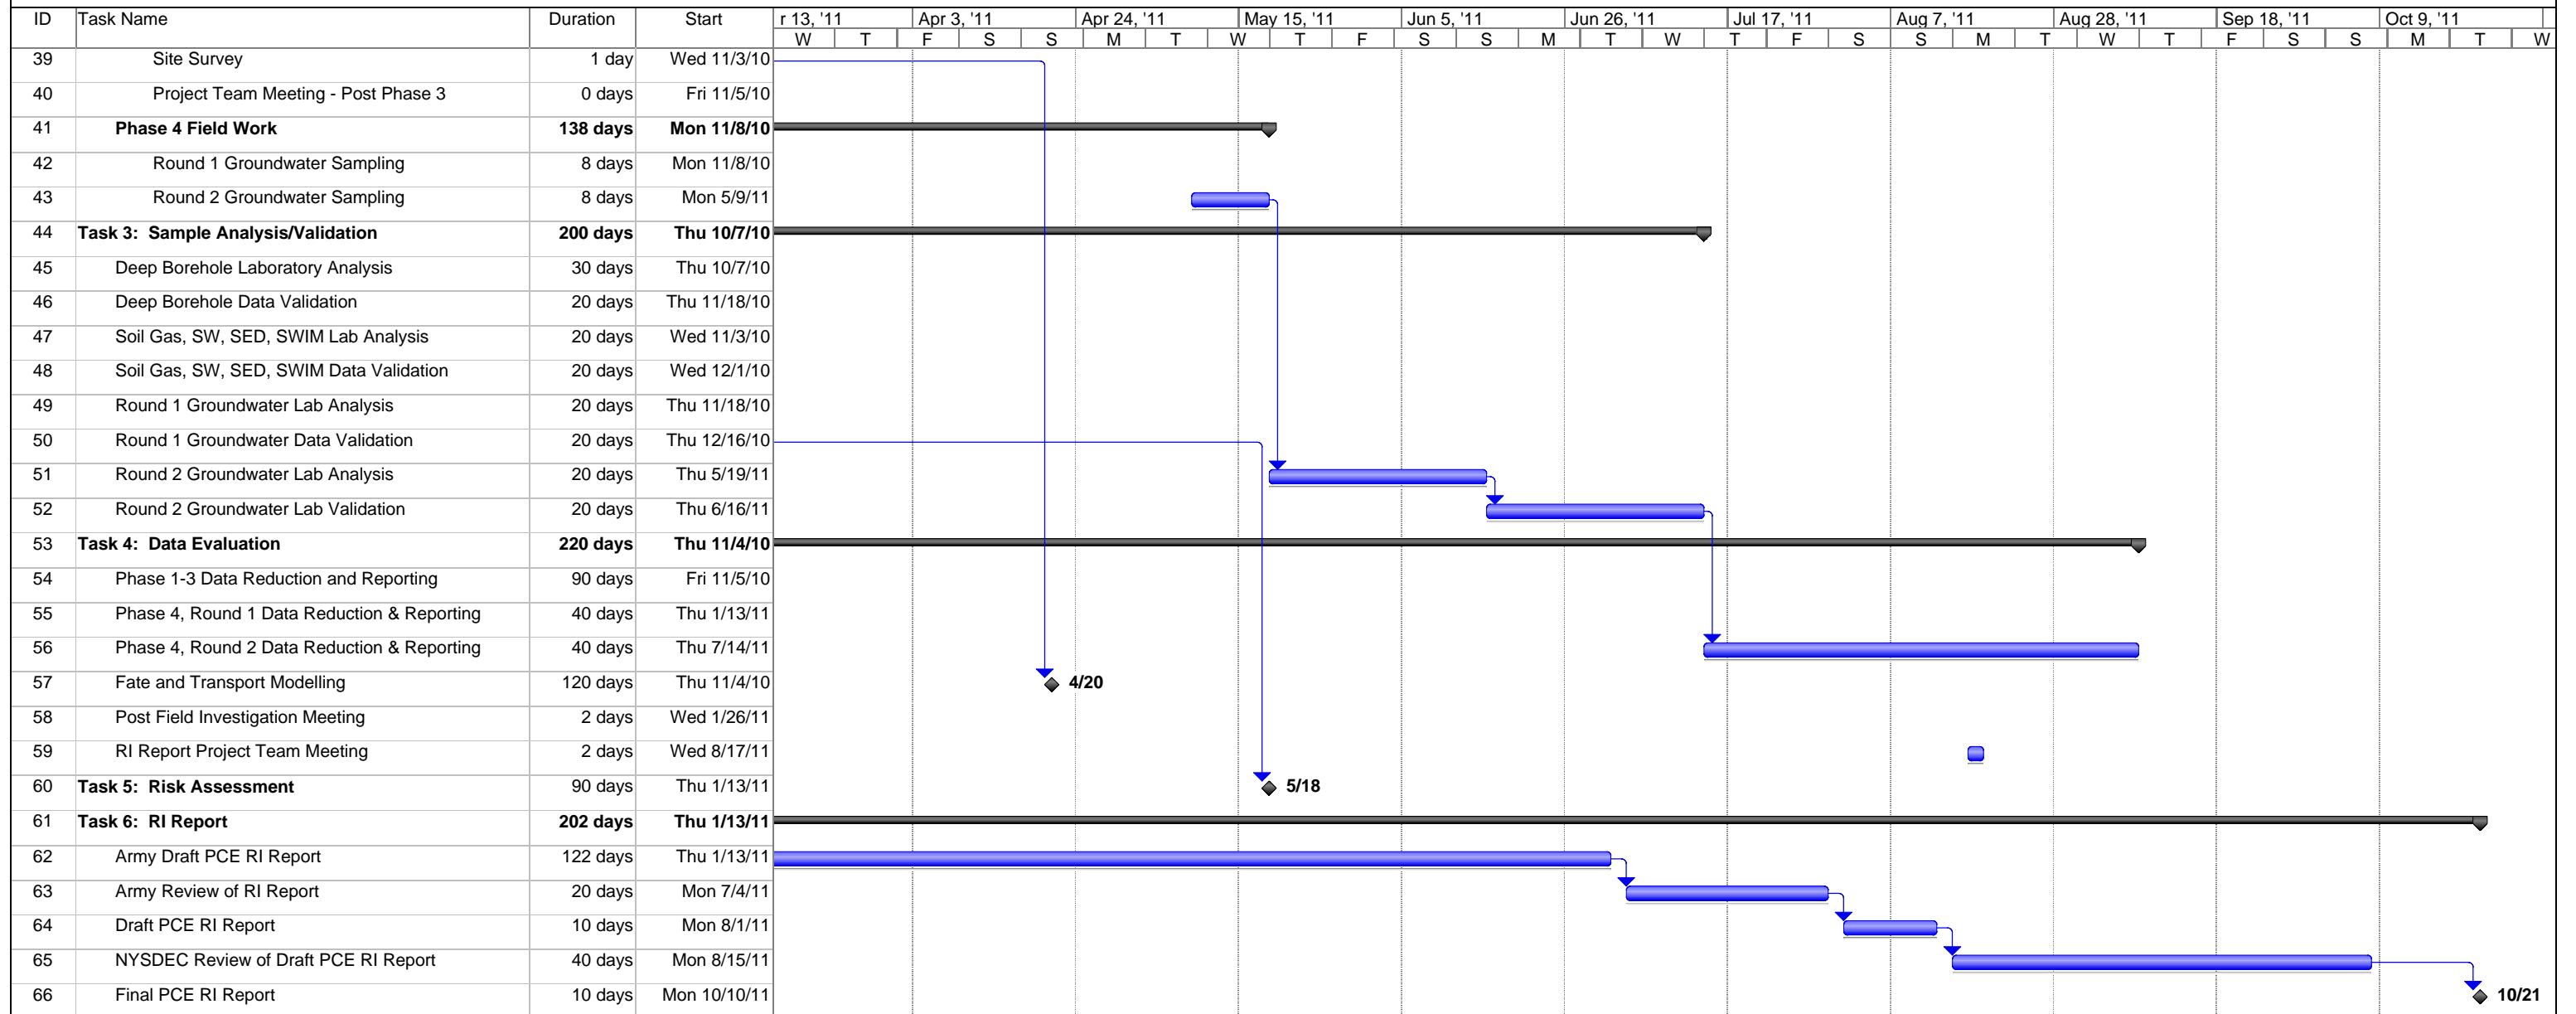 ID Task Name Duration Start r 13, '11 Apr 3, '11 Apr 24, '11 May 15, '11 Jun 5, '11 Jun 26, '11 Jul 17, '11 Aug 7, '11 Aug 28, '11 Sep 18, '11 Oct 9, '11
W T F S S M T W T F S S M T W T F S S M T W T F S S M T W
39 Site Survey 1 day Wed 11/3/10
40 Project Team Meeting - Post Phase 3 0 days Fri 11/5/10
41 Phase 4 Field Work 138 days Mon 11/8/10
42 Round 1 Groundwater Sampling 8 days Mon 11/8/10
43 Round 2 Groundwater Sampling 8 days Mon 5/9/11
44 Task 3: Sample Analysis/Validation 200 days Thu 10/7/10
45 Deep Borehole Laboratory Analysis 30 days Thu 10/7/10
46 Deep Borehole Data Validation 20 days Thu 11/18/10
47 Soil Gas, SW, SED, SWIM Lab Analysis 20 days Wed 11/3/10
48 Soil Gas, SW, SED, SWIM Data Validation 20 days Wed 12/1/10
49 Round 1 Groundwater Lab Analysis 20 days Thu 11/18/10
50 Round 1 Groundwater Data Validation 20 days Thu 12/16/10
51 Round 2 Groundwater Lab Analysis 20 days Thu 5/19/11
52 Round 2 Groundwater Lab Validation 20 days Thu 6/16/11
53 Task 4: Data Evaluation 220 days Thu 11/4/10
54 Phase 1-3 Data Reduction and Reporting 90 days Fri 11/5/10
55 Phase 4, Round 1 Data Reduction & Reporting 40 days Thu 1/13/11
56 Phase 4, Round 2 Data Reduction & Reporting 40 days Thu 7/14/11
57 Fate and Transport Modelling 120 days Thu 11/4/10 4/20
58 Post Field Investigation Meeting 2 days Wed 1/26/11
59 RI Report Project Team Meeting 2 days Wed 8/17/11
60 Task 5: Risk Assessment 90 days Thu 1/13/11 5/18
61 Task 6: RI Report 202 days Thu 1/13/11
62 Army Draft PCE RI Report 122 days Thu 1/13/11
63 Army Review of RI Report 20 days Mon 7/4/11
64 Draft PCE RI Report 10 days Mon 8/1/11
65 NYSDEC Review of Draft PCE RI Report 40 days Mon 8/15/11
66 Final PCE RI Report 10 days Mon 10/10/11 10/21